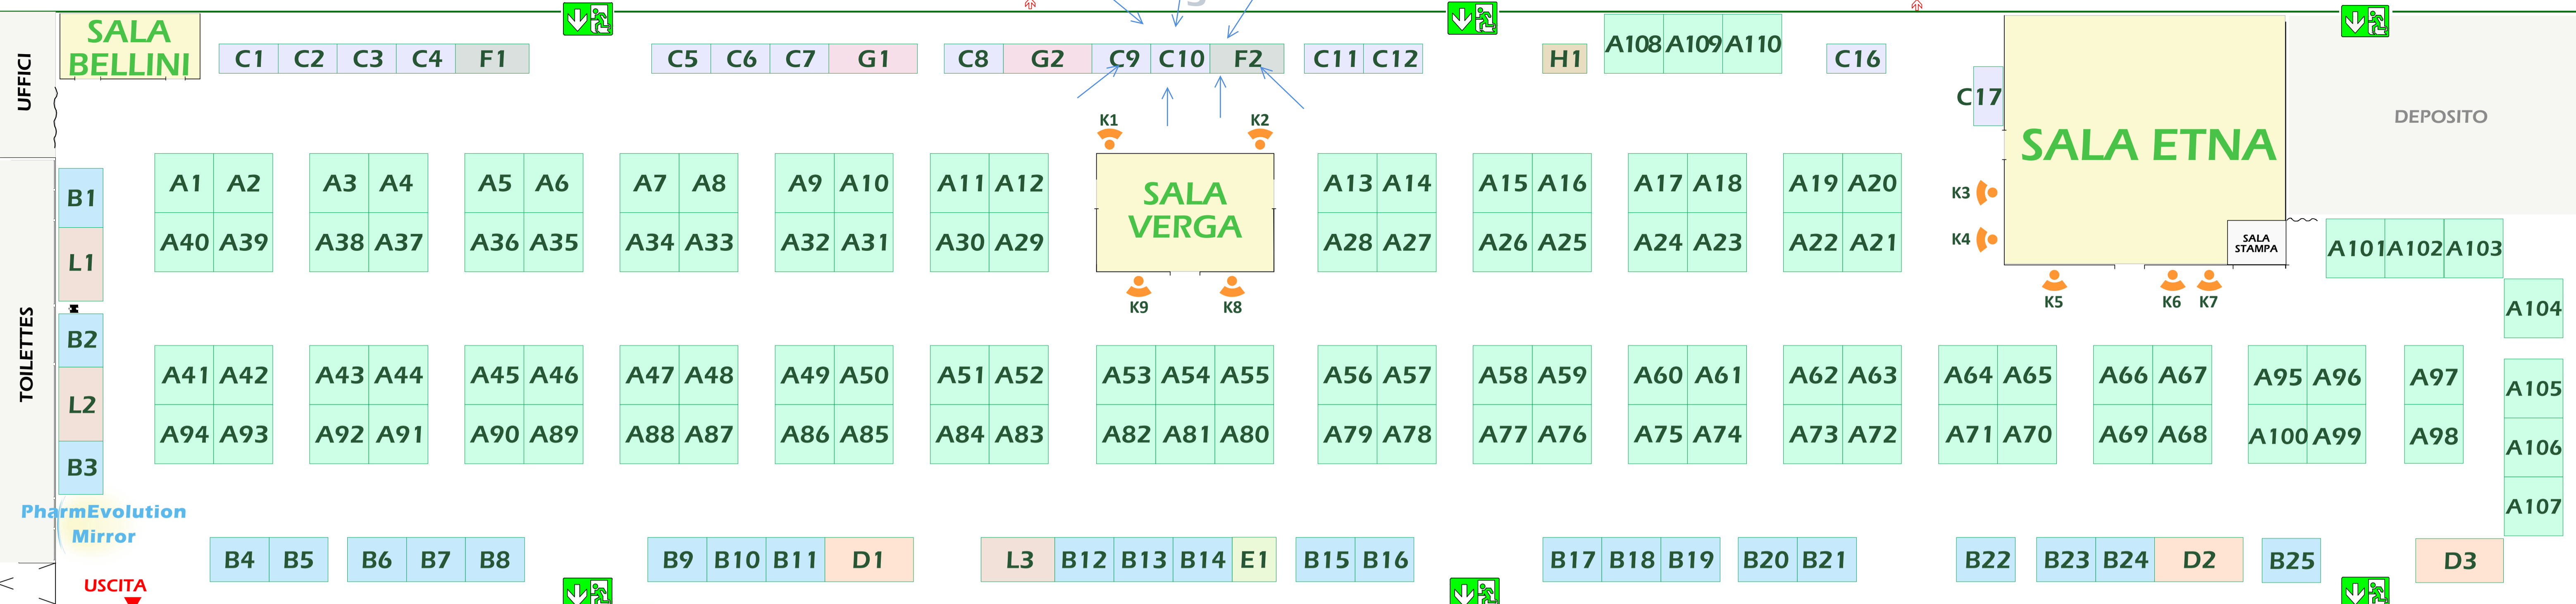 SALA
BELLINI
UFFICI
C1 C2 C3 C4 F1
C5 C6 C7 G1
C8 G2 C9 C10 F2
C11 C12
H1
A108 A109 A110
C16
C17
SALA ETNA
DEPOSITO
K1 K2
B1
A1 A2 A3 A4 A5 A6 A7 A8 A9 A10 A11 A12
SALA
VERGA
A13 A14 A15 A16 A17 A18 A19 A20
K3
L1
A40 A39 A38 A37 A36 A35 A34 A33 A32 A31 A30 A29
A28 A27 A26 A25 A24 A23 A22 A21
K4
SALA
STAMPA
A101 A102 A103
K9 K8
K5 K6 K7
A104
TOILETTES
B2
A41 A42 A43 A44 A45 A46 A47 A48 A49 A50 A51 A52 A53 A54 A55 A56 A57 A58 A59 A60 A61 A62 A63 A64 A65 A66 A67 A95 A96 A97
A105
L2
A94 A93 A92 A91 A90 A89 A88 A87 A86 A85 A84 A83 A82 A81 A80 A79 A78 A77 A76 A75 A74 A73 A72 A71 A70 A69 A68 A100 A99 A98
A106
B3
A107
PharmEvolution
Mirror
B4 B5 B6 B7 B8 B9 B10 B11 D1 L3 B12 B13 B14 E1 B15 B16 B17 B18 B19 B20 B21 B22 B23 B24 D2 B25 D3
USCITA